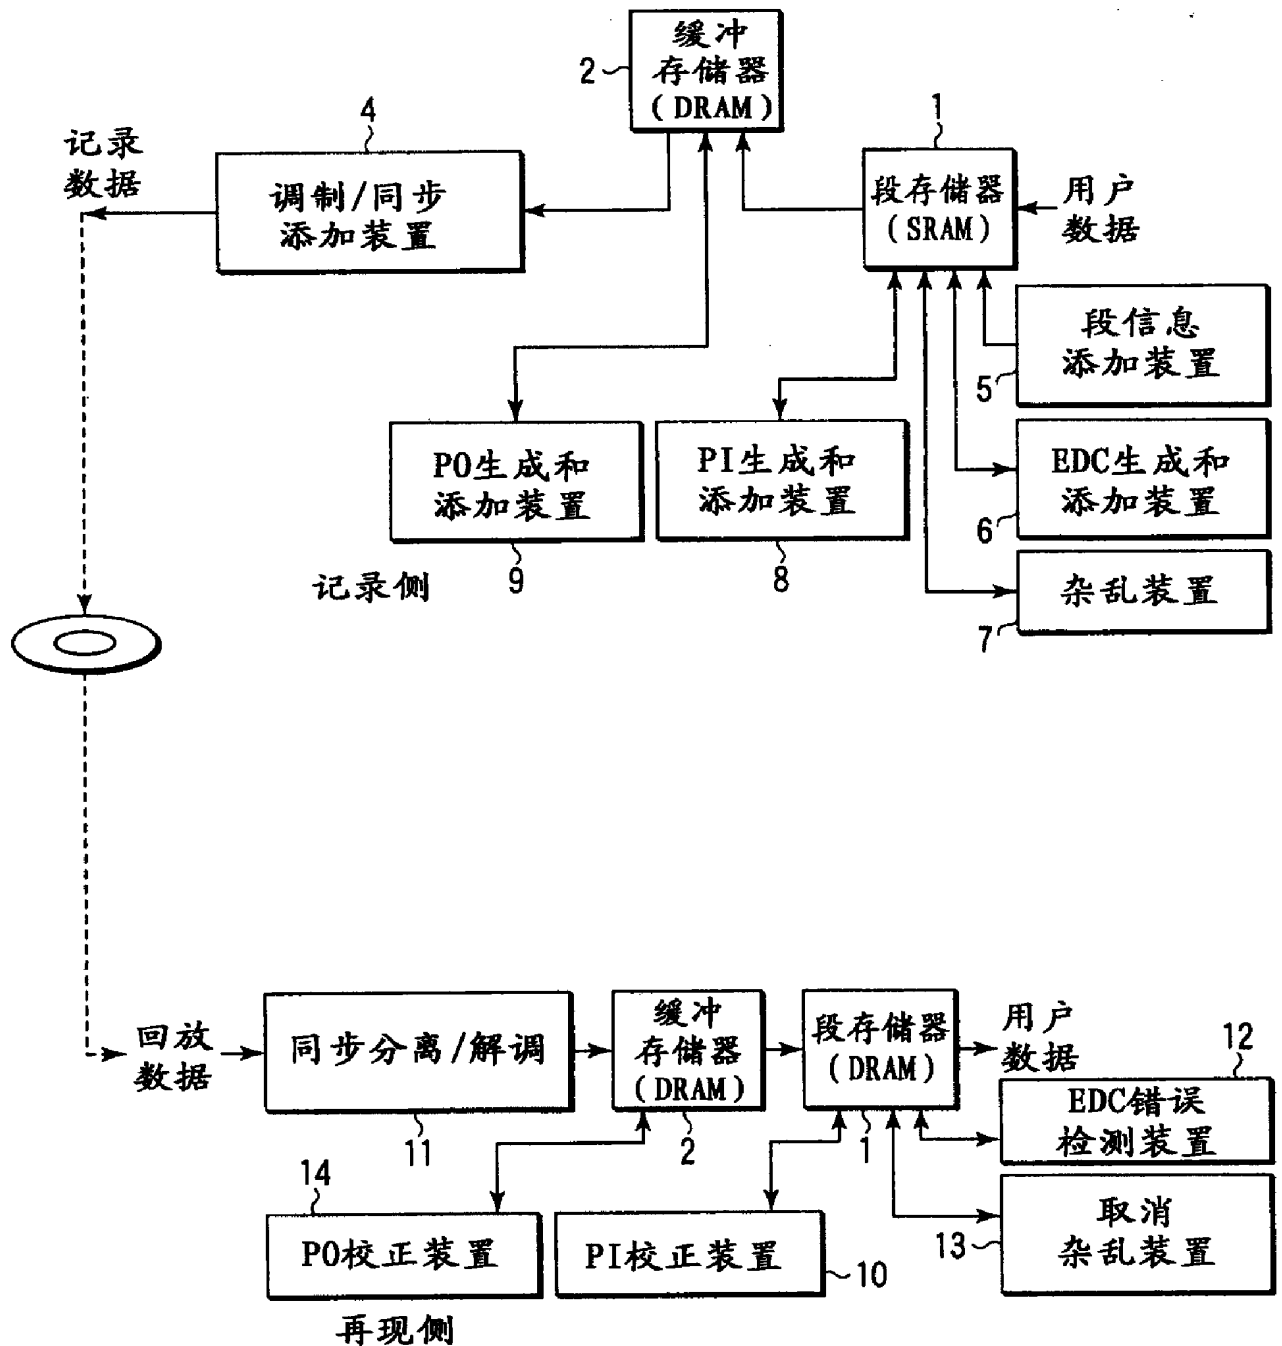 缓冲
存储器
(DRAM)
2
4
1
记录
数据
调制/同步
添加装置
段存储器
(SRAM)
用户
数据
段信息
添加装置
5
PO生成和
添加装置
9
PI生成和
添加装置
8
EDC生成和
添加装置
6
杂乱装置
7
记录侧
回放
数据
同步分离/解调
11
缓冲
存储器
(DRAM)
2
段存储器
(DRAM)
1
用户
数据
12
EDC错误
检测装置
14
PO校正装置
PI校正装置
10
取消
杂乱装置
13
再现侧